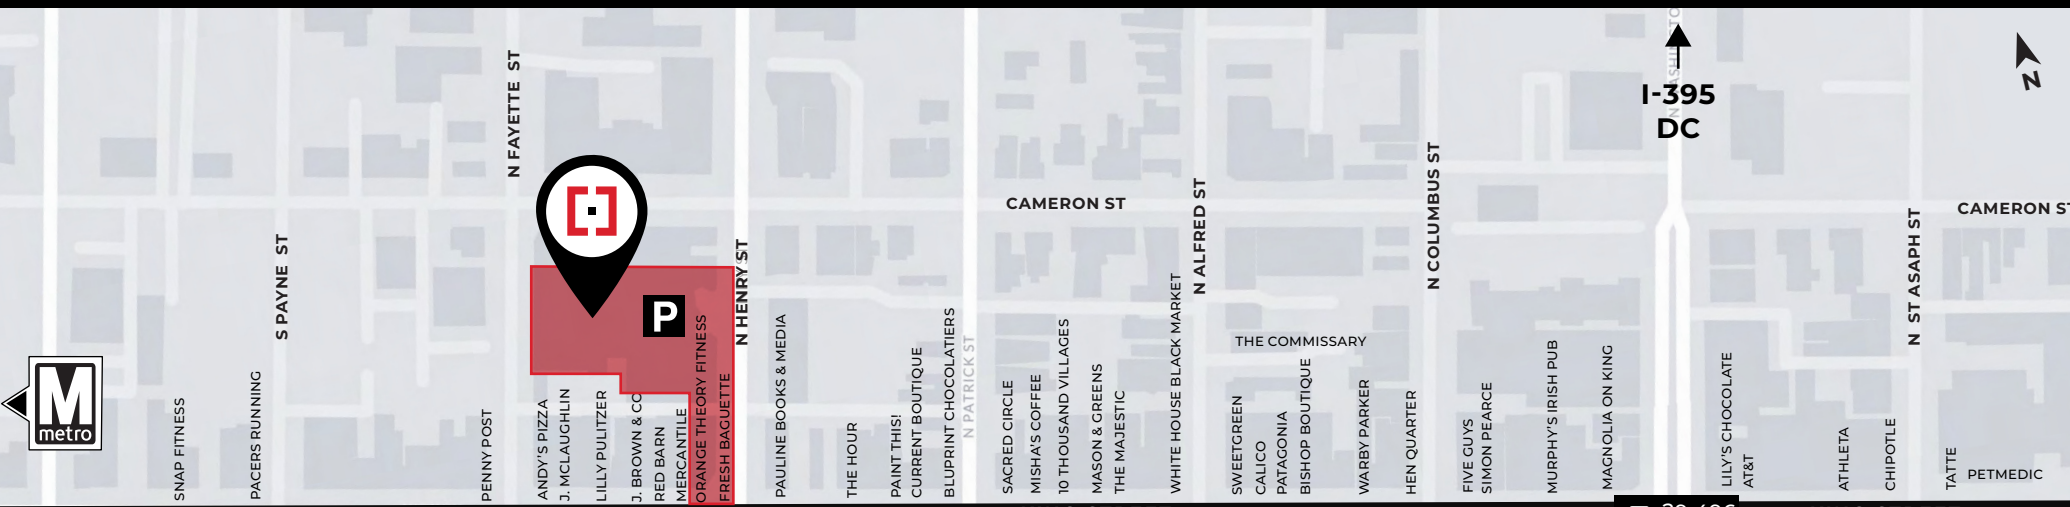 I-395
DC
N
N FAYETTE ST
CAMERON ST
N ALFRED ST
N COLUMBUS ST
CAMERON ST
S PAYNE ST
N HENRY ST
N PATRICK ST
N ST ASAPH ST
P
M
metro
SNAP FITNESS
PACERS RUNNING
PENNY POST
ANDY'S PIZZA
J. MCLAUGHLIN
LILLY PULITZER
J. BROWN & CO
RED BARN
MERCANTILE
ORANGE THEORY FITNESS
FRESH BAGUETTE
PAULINE BOOKS & MEDIA
THE HOUR
PAINT THIS!
CURRENT BOUTIQUE
BLUPRINT CHOCOLATIERS
SACRED CIRCLE
MISHA'S COFFEE
10 THOUSAND VILLAGES
MASON & GREENS
THE MAJESTIC
WHITE HOUSE BLACK MARKET
THE COMMISSARY
SWEETGREEN
CALICO
PATAGONIA
BISHOP BOUTIQUE
WARBY PARKER
HEN QUARTER
FIVE GUYS
SIMON PEARCE
MURPHY'S IRISH PUB
MAGNOLIA ON KING
LILY'S CHOCOLATE
AT&T
ATHLETA
CHIPOTLE
TATTE
PETMEDIC